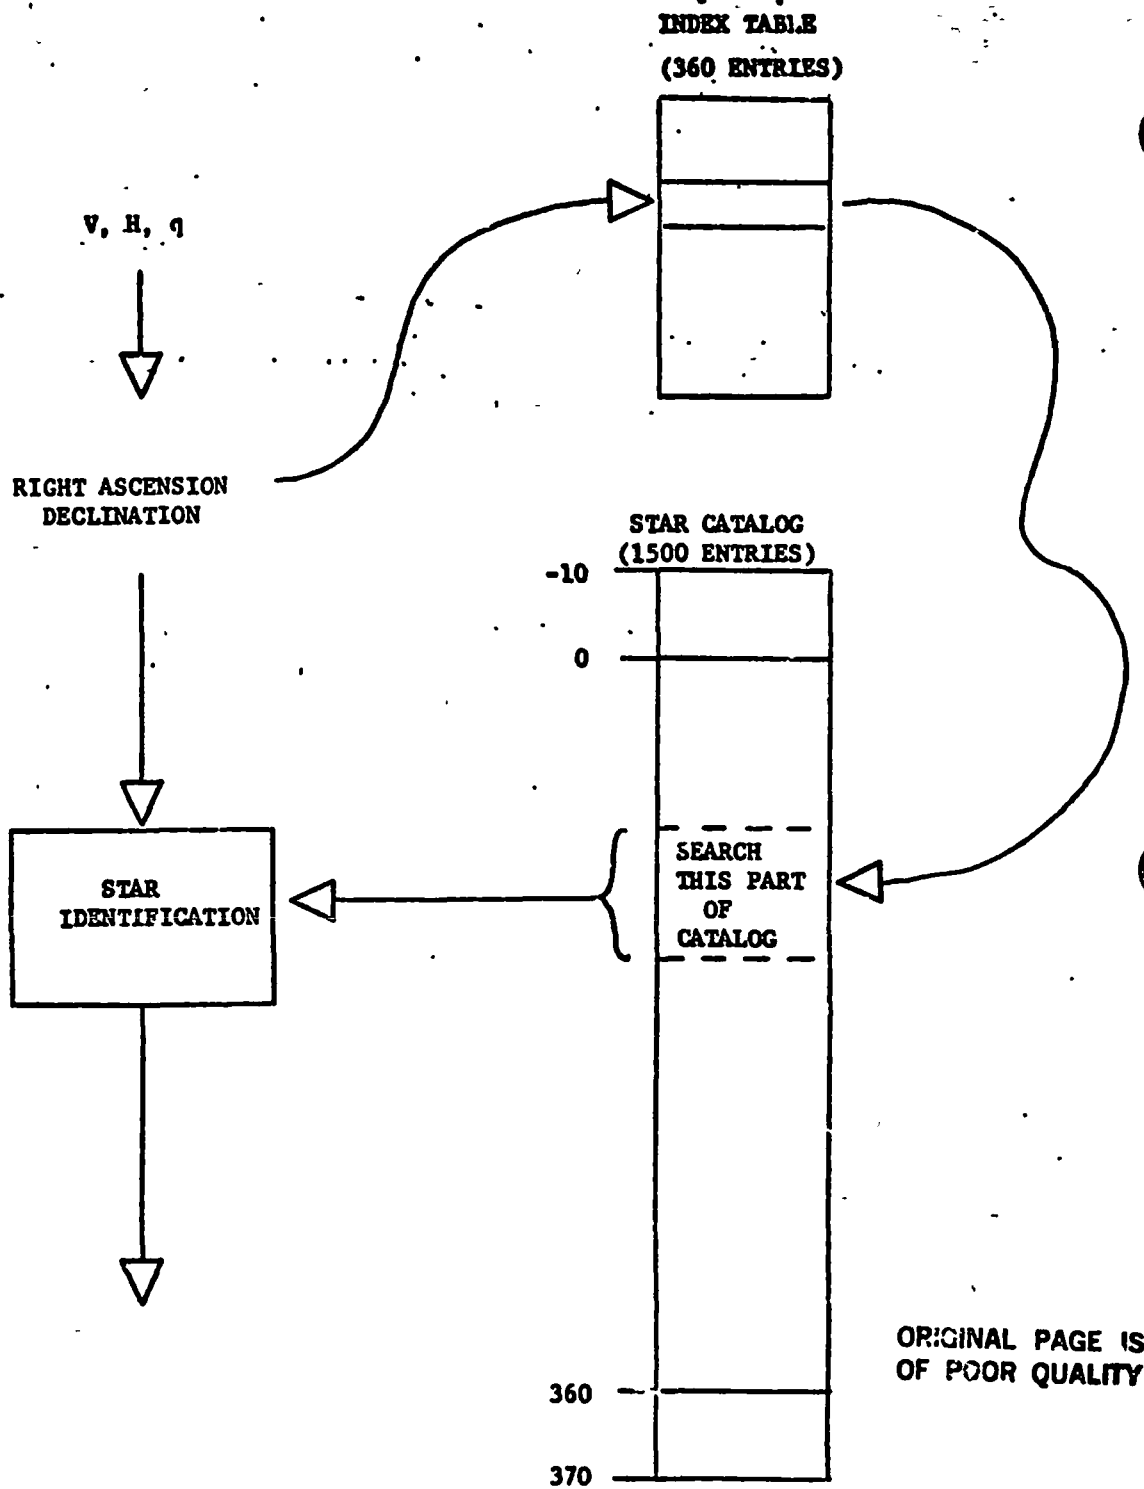 INDEX TABLE
(360 ENTRIES)
V, H, q
RIGHT ASCENSION
DECLINATION
STAR CATALOG
(1500 ENTRIES)
-10
0
SEARCH
THIS PART
OF
CATALOG
STAR
IDENTIFICATION
360
370
ORIGINAL PAGE IS
OF POOR QUALITY